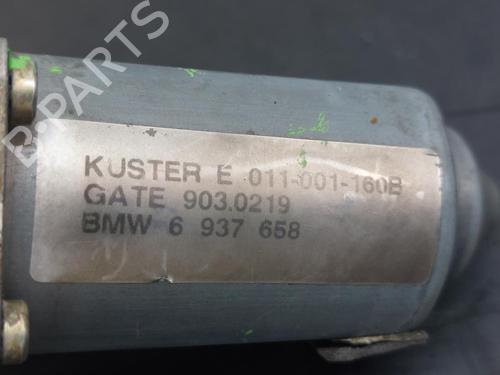 B-PARTS
KUSTER E 011-001-160B
GATE 903.0219
BMW 6 937 658